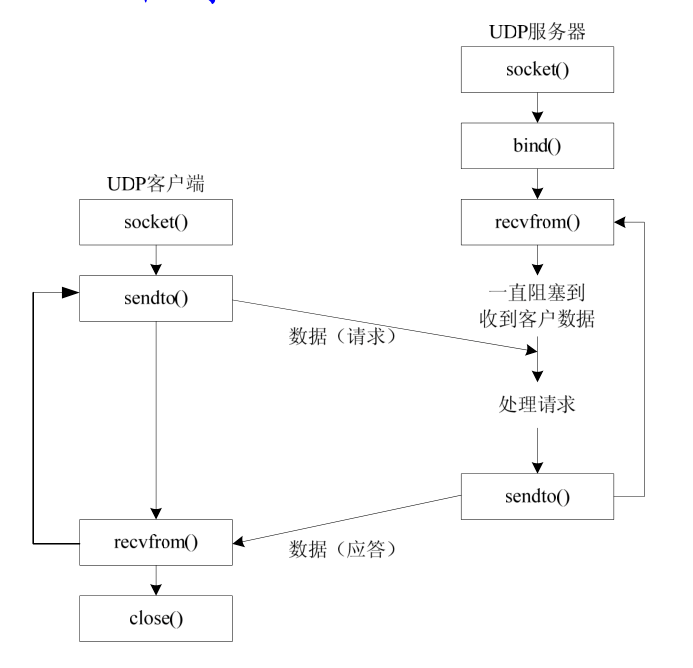 UDP服务器
socket()
bind()
UDP客户端
socket()
recvfrom()
sendto()
一直阻塞到
收到客户数据
数据（请求）
处理请求
sendto()
recvfrom()
数据（应答）
close()